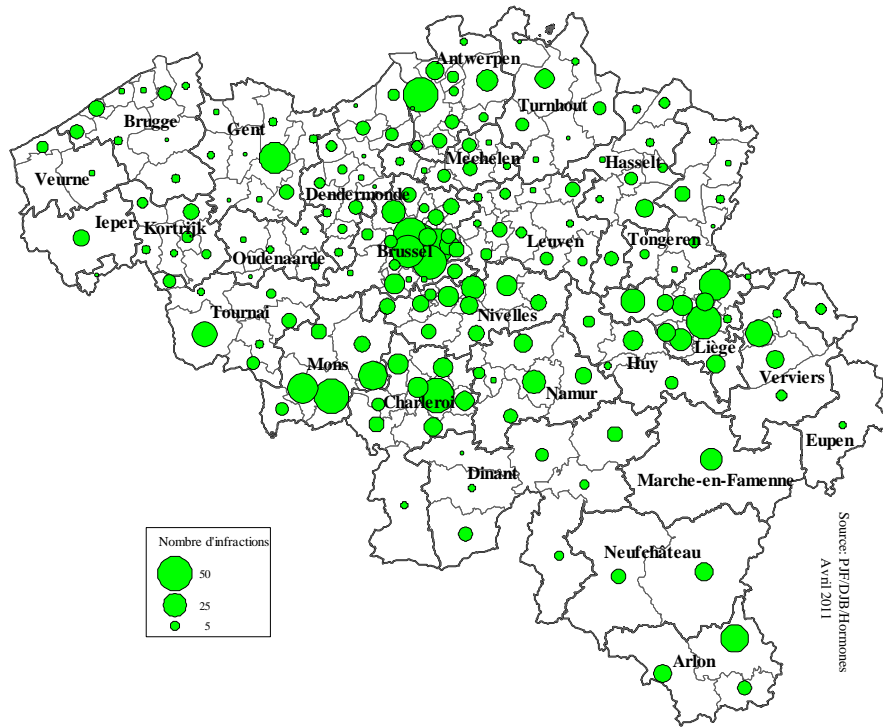 Antwerpen
Turnhout
Brugge
Gent
Mechelen
Hasselt
Veurne
Dendermonde
Ieper
Kortrijk
Leuven
Tongeren
Oudenaarde
Brussel
Tournai
Nivelles
Liège
Mons
Huy
Verviers
Charleroi
Namur
Eupen
Dinant
Marche-en-Famenne
Neufchâteau
Arlon
Nombre d'infractions
50
25
5
Source: PJF/DJB/Hormones
Avril 2011